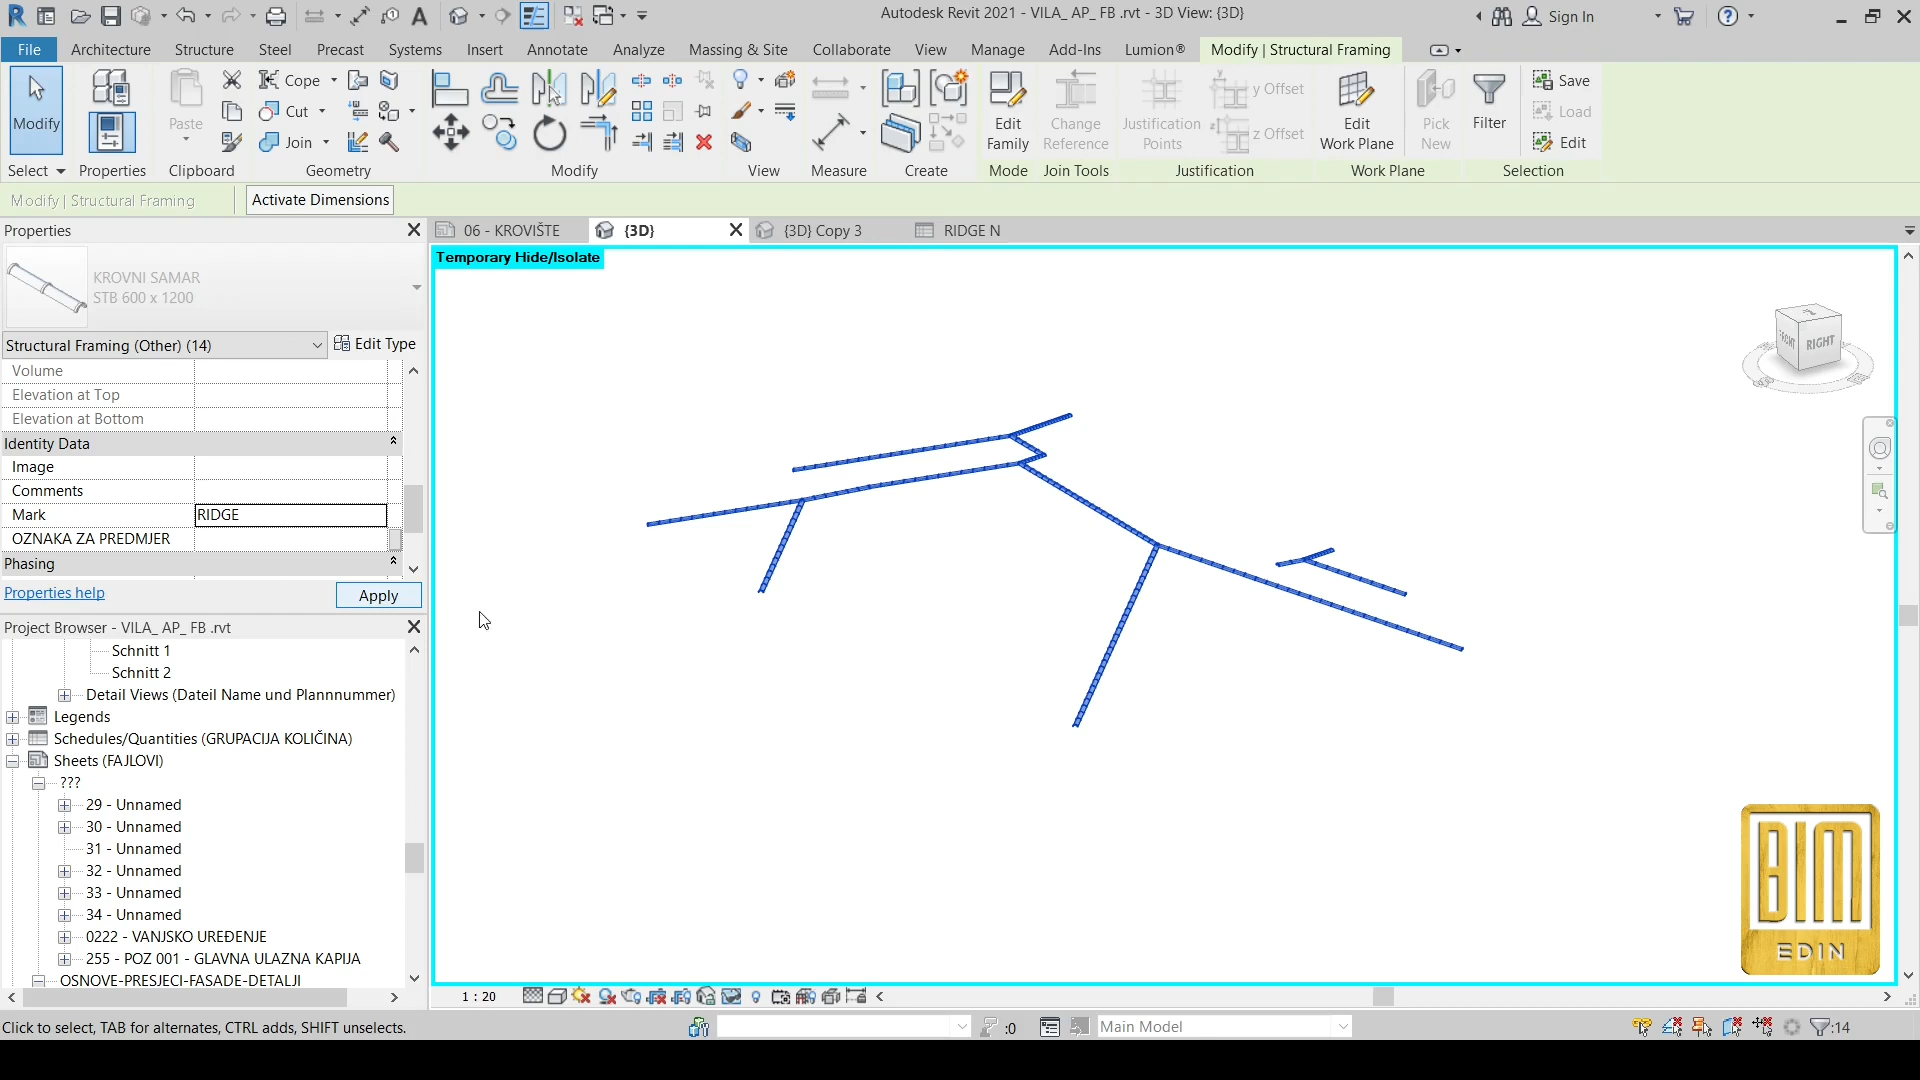 Autodesk Revit 2021 - VILA_ AP_ FB .rvt - 3D View: {3D}
Sign In
File
Architecture
Structure
Steel
Precast
Systems
Insert
Annotate
Analyze
Massing & Site
Collaborate
View
Manage
Add-Ins
Lumion®
Modify | Structural Framing
Modify
Paste
Cope
Cut
Join
Edit Family
Change Reference
Justification Points
y Offset
z Offset
Edit Work Plane
Pick New
Filter
Save
Load
Edit
Select
Properties
Clipboard
Geometry
Modify
View
Measure
Create
Mode
Join Tools
Justification
Work Plane
Selection
Modify | Structural Framing
Activate Dimensions
Properties
06 - KROVIŠTE
{3D}
{3D} Copy 3
RIDGE N
Temporary Hide/Isolate
KROVNI SAMAR
STB 600 x 1200
Structural Framing (Other) (14)
Edit Type
Volume
Elevation at Top
Elevation at Bottom
Identity Data
Image
Comments
Mark RIDGE
OZNAKA ZA PREDMJER
Phasing
Properties help
Apply
FRONT
RIGHT
Project Browser - VILA_ AP_ FB .rvt
Schnitt 1
Schnitt 2
Detail Views (Dateil Name und Plannnummer)
Legends
Schedules/Quantities (GRUPACIJA KOLIČINA)
Sheets (FAJLOVI)
???
29 - Unnamed
30 - Unnamed
31 - Unnamed
32 - Unnamed
33 - Unnamed
34 - Unnamed
0222 - VANJSKO UREĐENJE
255 - POZ 001 - GLAVNA ULAZNA KAPIJA
OSNOVE-PRESJECI-FASADE-DETALJI
BIM
EDIN
1 : 20
Click to select, TAB for alternates, CTRL adds, SHIFT unselects.
:0
Main Model
:14